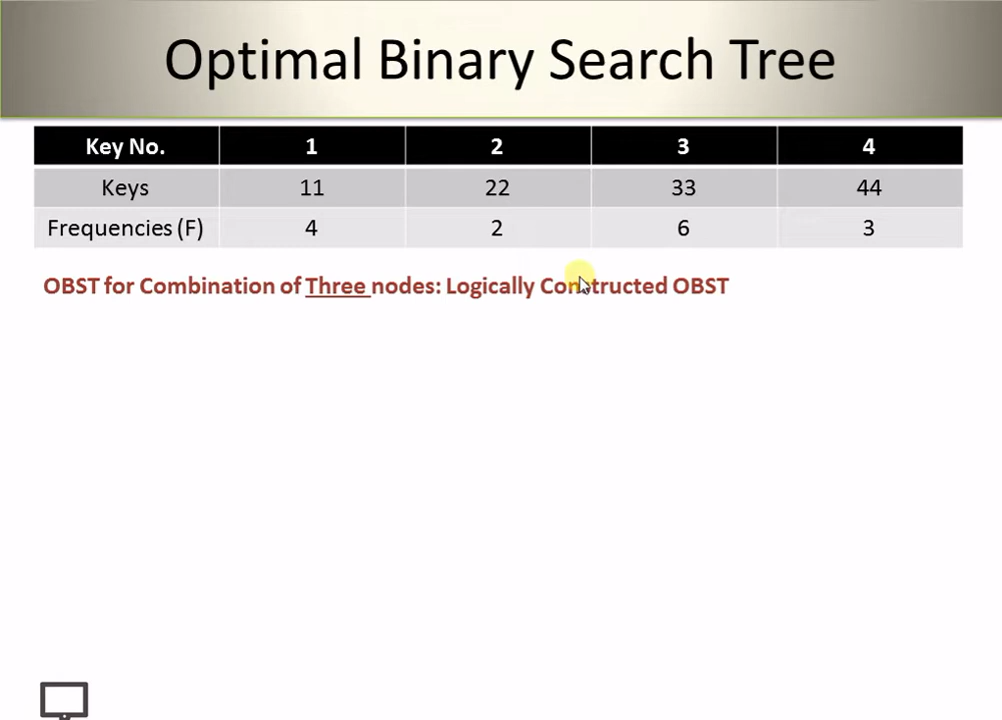 Optimal Binary Search Tree
Key No. 1 2 3 4
Keys 11 22 33 44
Frequencies (F) 4 2 6 3
OBST for Combination of Three nodes: Logically Constructed OBST